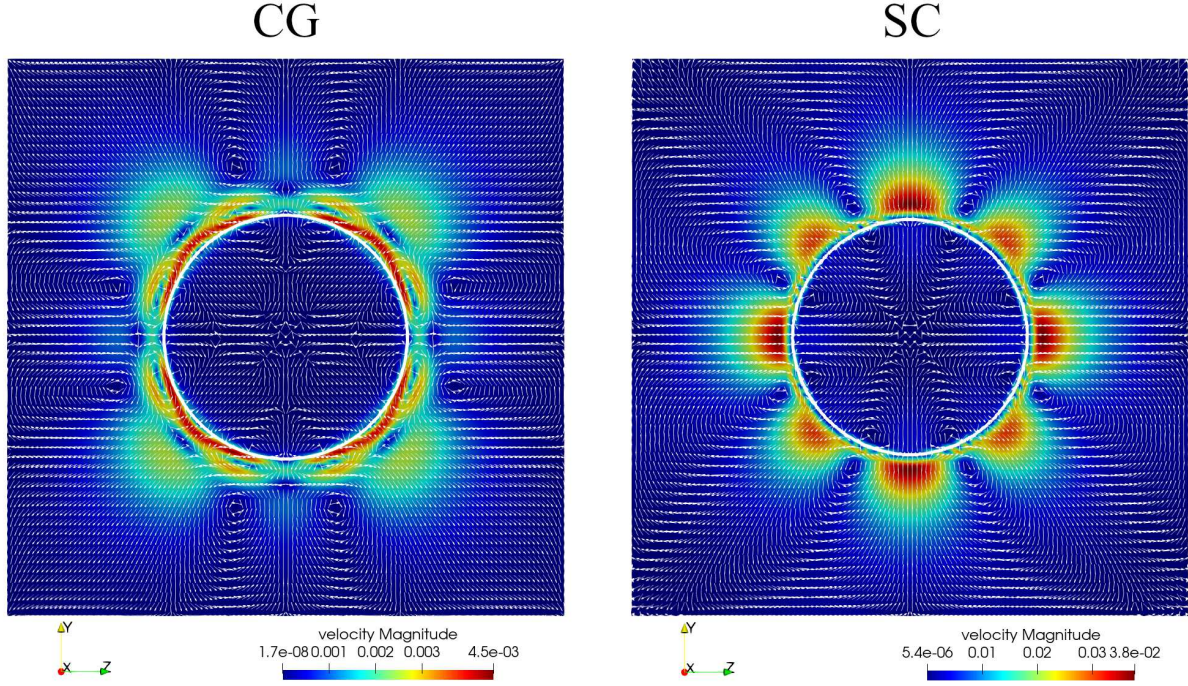 CG
SC
velocity Magnitude
1.7e-08 0.001 0.002 0.003 4.5e-03
Y
X
Z
velocity Magnitude
5.4e-06 0.01 0.02 0.03 3.8e-02
Y
X
Z